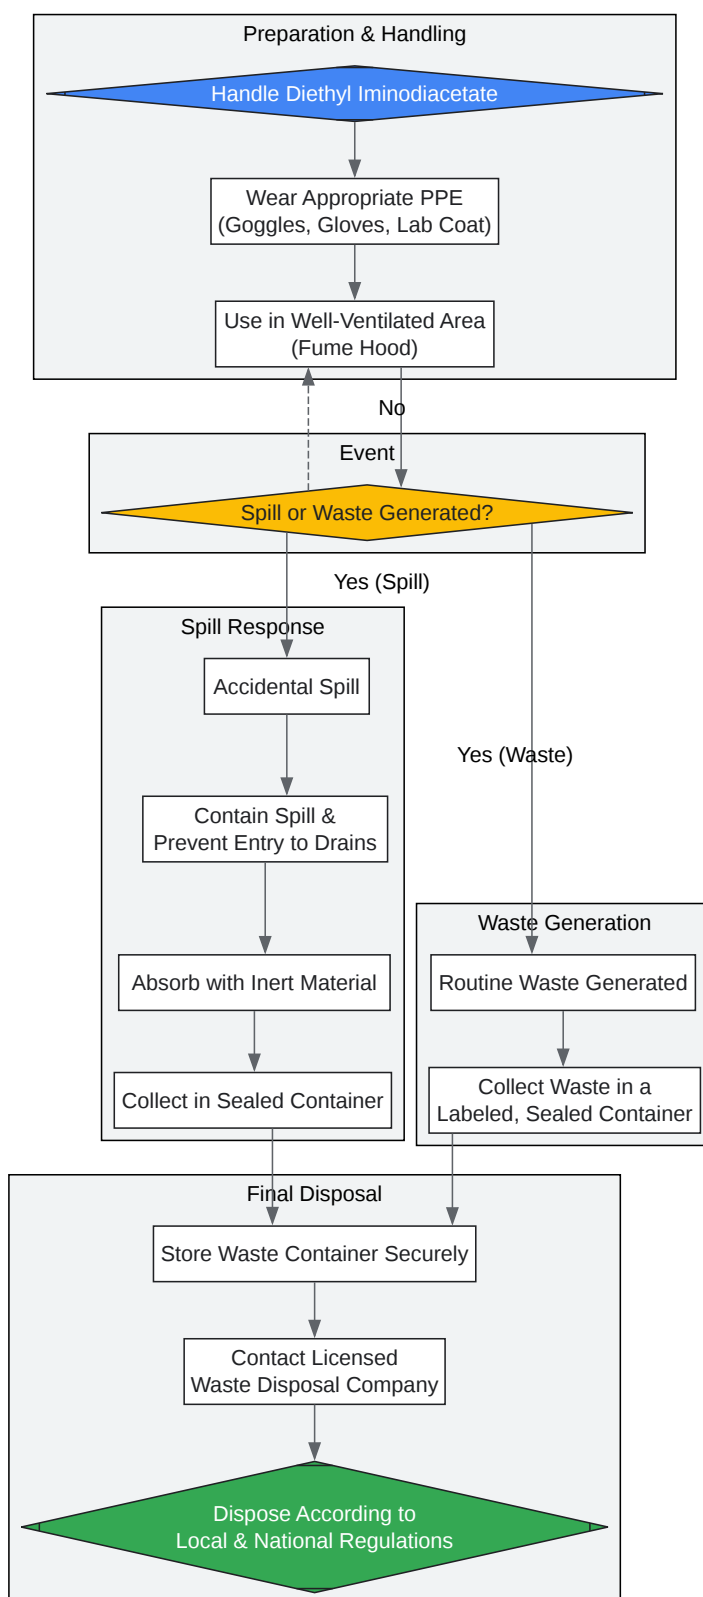 Preparation & Handling
Handle Diethyl Iminodiacetate
Wear Appropriate PPE
(Goggles, Gloves, Lab Coat)
Use in Well-Ventilated Area
(Fume Hood)
No
Event
Spill or Waste Generated?
Yes (Spill)
Spill Response
Accidental Spill
Yes (Waste)
Contain Spill &
Prevent Entry to Drains
Waste Generation
Absorb with Inert Material
Routine Waste Generated
Collect in Sealed Container
Collect Waste in a
Labeled, Sealed Container
Final Disposal
Store Waste Container Securely
Contact Licensed
Waste Disposal Company
Dispose According to
Local & National Regulations